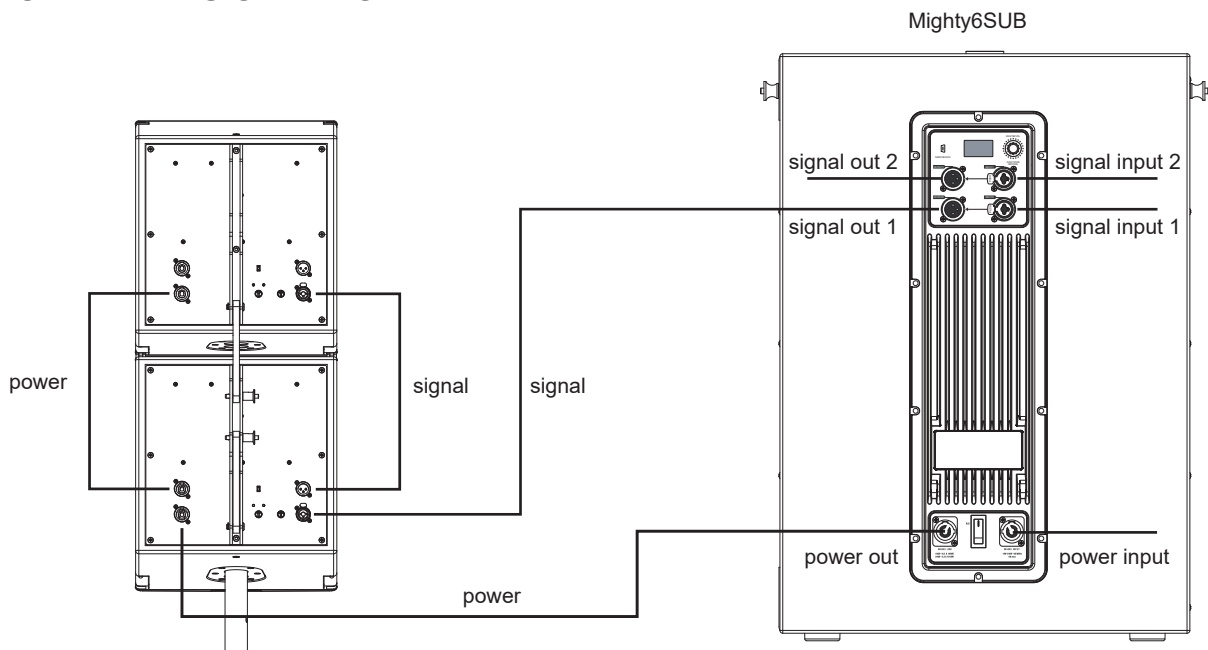 Mighty6SUB
signal out 2
signal input 2
signal out 1
signal input 1
power
signal
signal
power out
power input
power